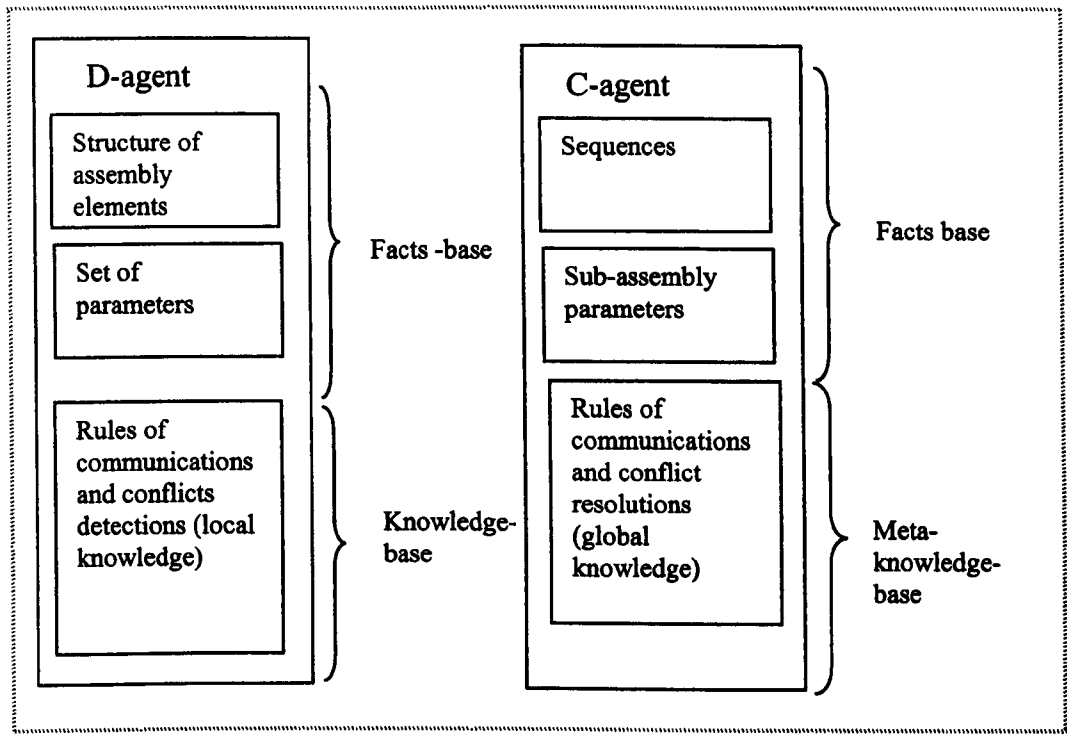 D-agent
Structure of
assembly
elements
Set of
parameters
Rules of
communications
and conflicts
detections (local
knowledge)
Facts -base
Knowledge-
base
C-agent
Sequences
Sub-assembly
parameters
Rules of
communications
and conflict
resolutions
(global
knowledge)
Facts base
Meta-
knowledge-
base